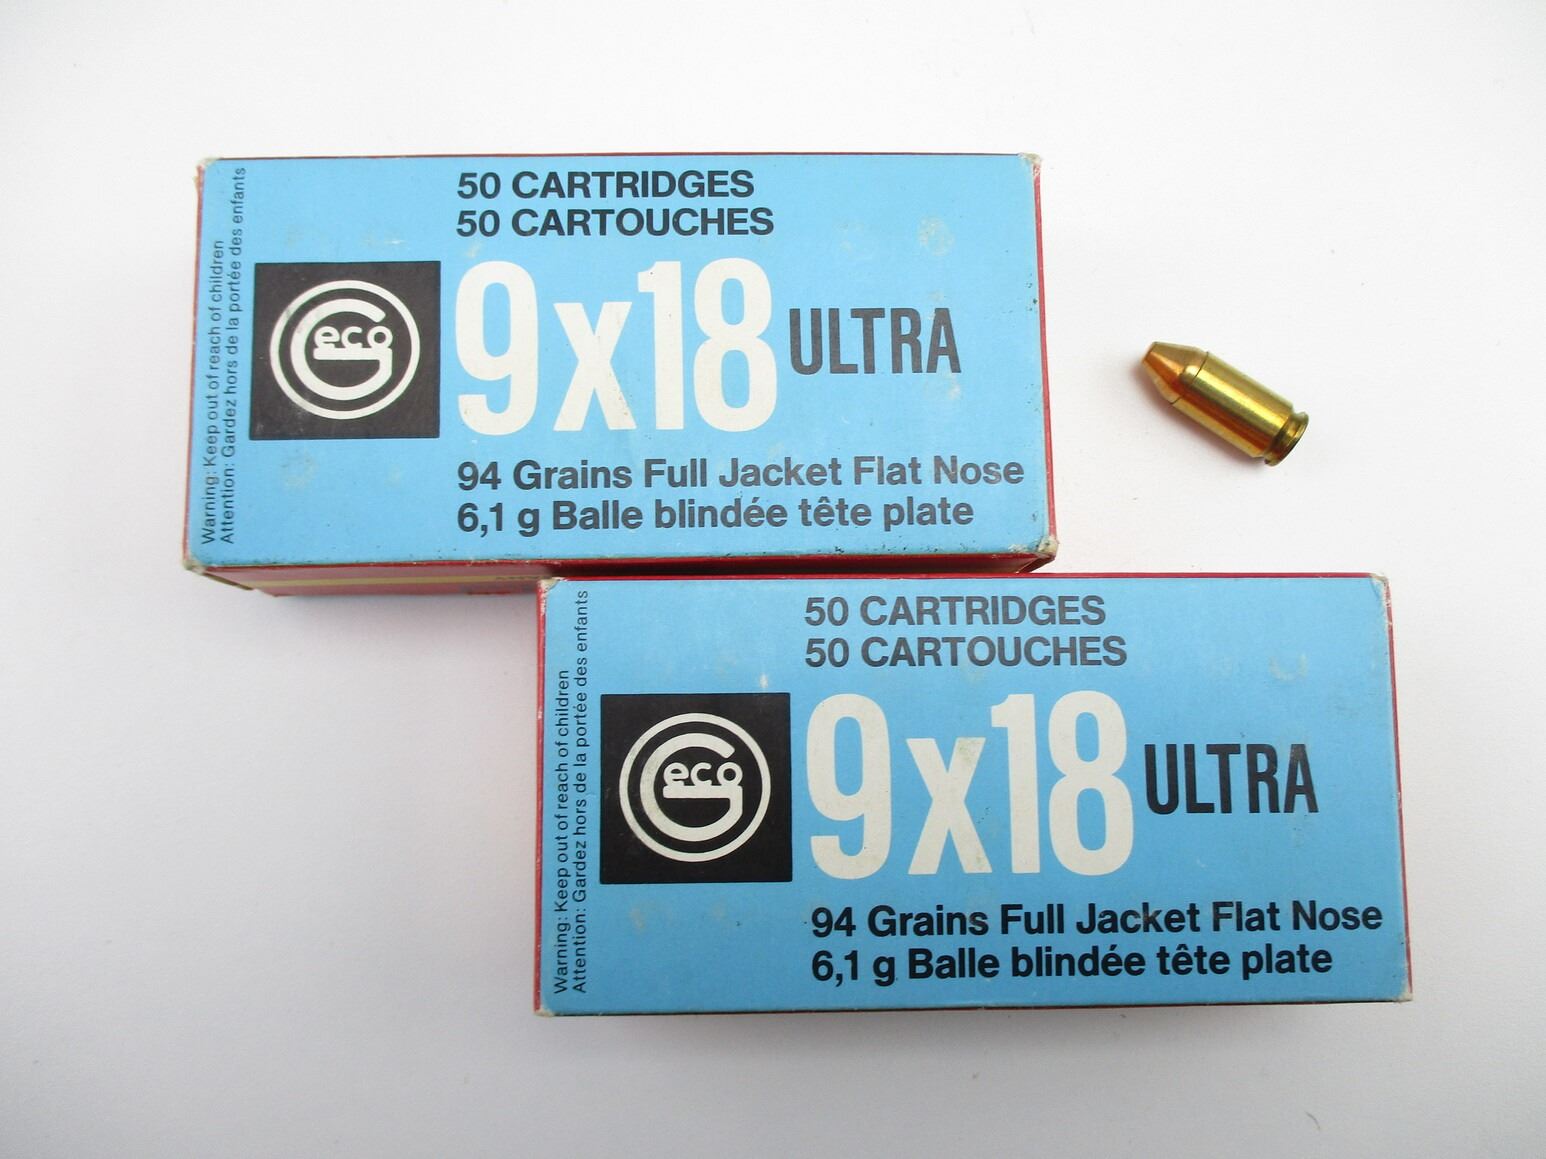 50 CARTRIDGES
50 CARTOUCHES
Geco
9x18 ULTRA
94 Grains Full Jacket Flat Nose
6,1 g Balle blindée tête plate
Warning: Keep out of reach of children
Attention: Gardez hors de la portée des enfants
50 CARTRIDGES
50 CARTOUCHES
Geco
9x18 ULTRA
94 Grains Full Jacket Flat Nose
6,1 g Balle blindée tête plate
Warning: Keep out of reach of children
Attention: Gardez hors de la portée des enfants